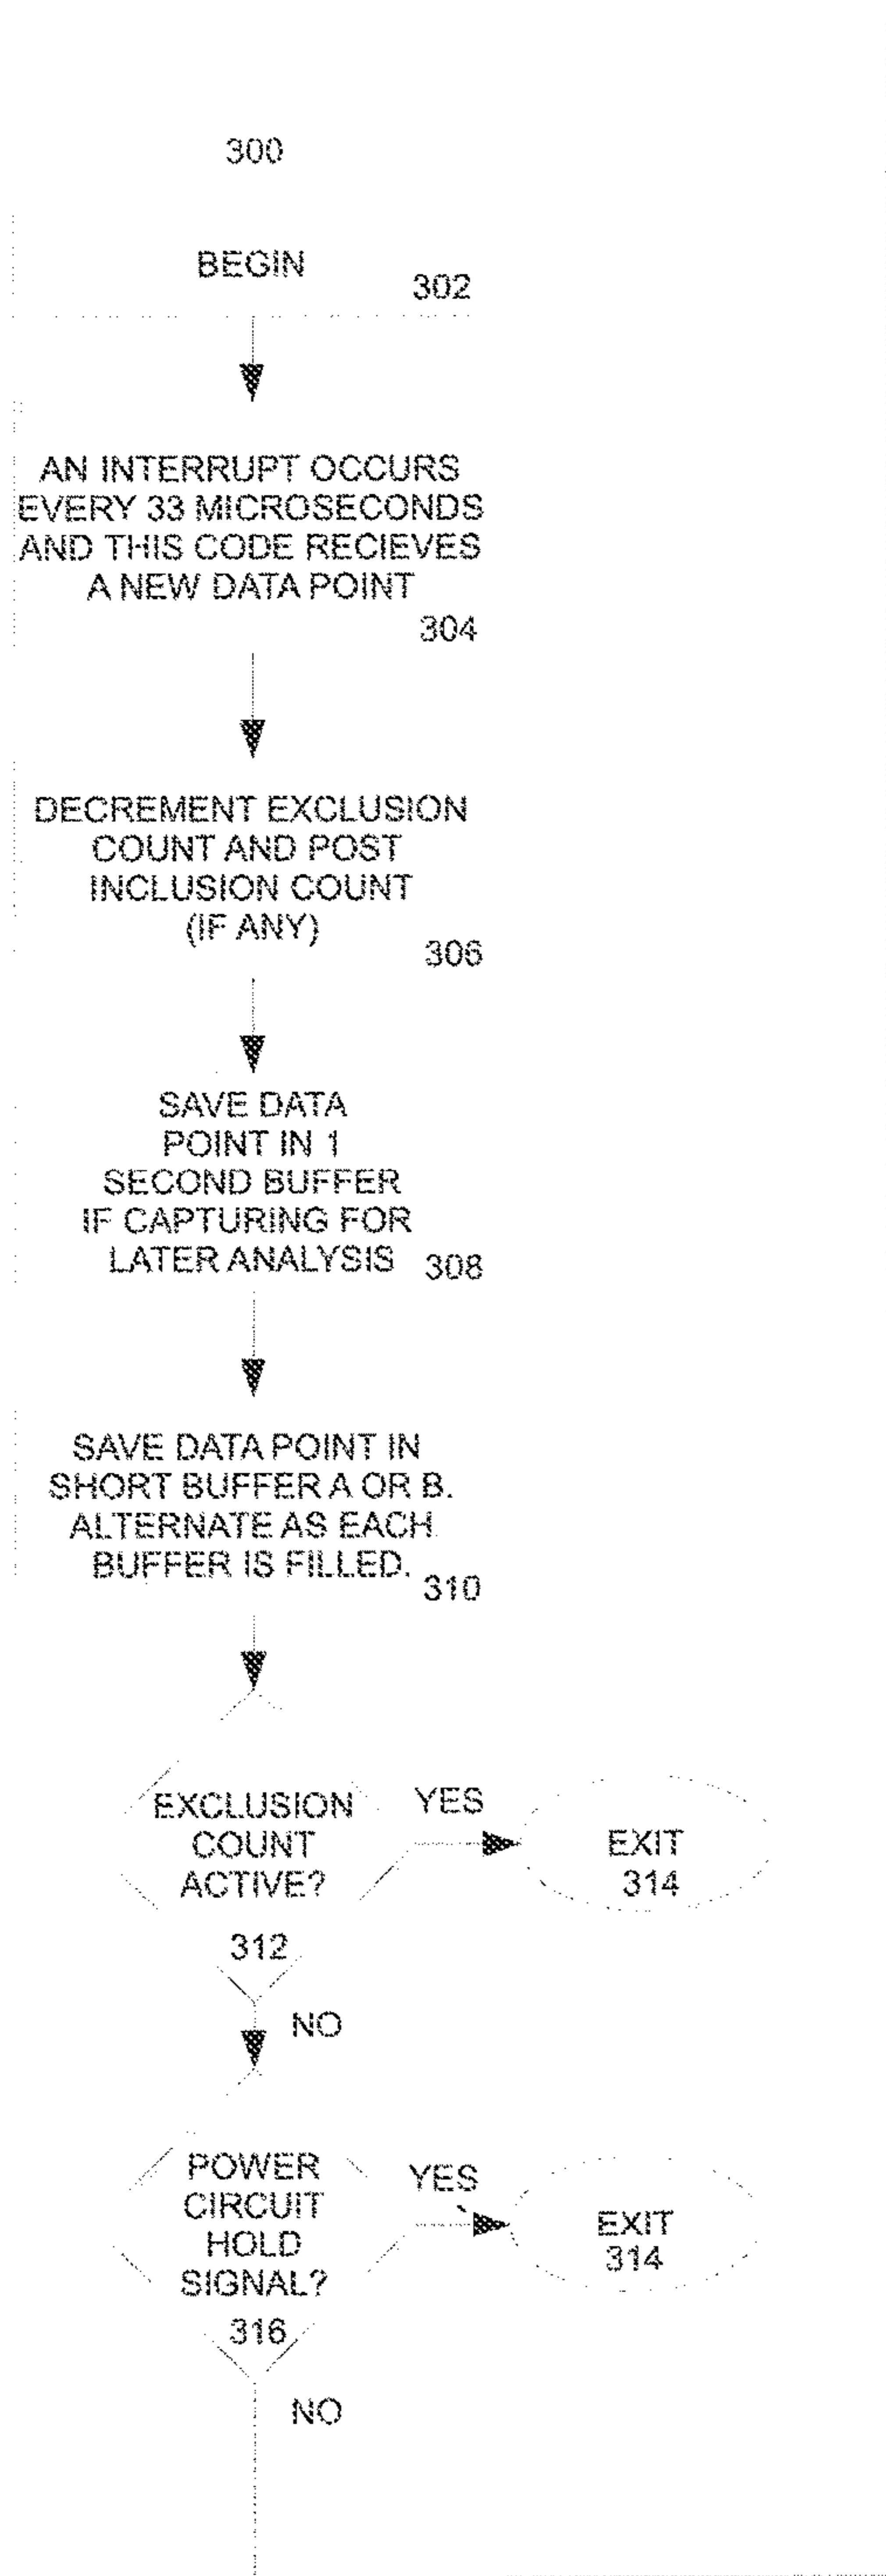 300
BEGIN
302
AN INTERRUPT OCCURS
EVERY 33 MICROSECONDS
AND THIS CODE RECIEVES
A NEW DATA POINT
304
DECREMENT EXCLUSION
COUNT AND POST
INCLUSION COUNT
(IF ANY)
306
SAVE DATA
POINT IN 1
SECOND BUFFER
IF CAPTURING FOR
LATER ANALYSIS
308
SAVE DATA POINT IN
SHORT BUFFER A OR B.
ALTERNATE AS EACH
BUFFER IS FILLED.
310
EXCLUSION
COUNT
ACTIVE?
312
YES
EXIT
314
NO
POWER
CIRCUIT
HOLD
SIGNAL?
316
YES
EXIT
314
NO